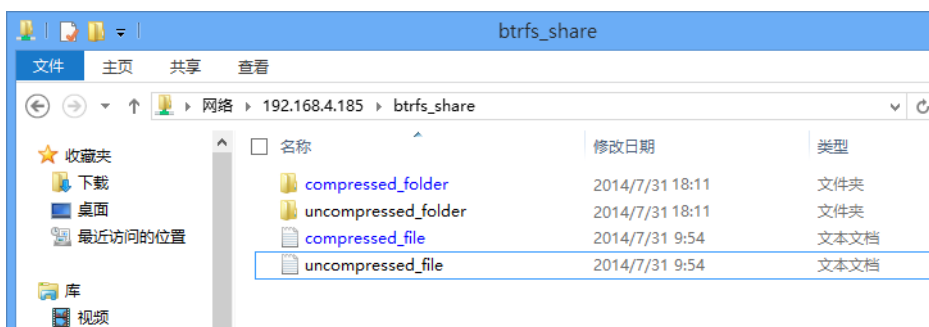 btrfs_share
文件 主页 共享 查看
网络 192.168.4.185 btrfs_share
收藏夹 名称 修改日期 类型
下载 compressed_folder 2014/7/31 18:11 文件夹
桌面 uncompressed_folder 2014/7/31 18:11 文件夹
最近访问的位置 compressed_file 2014/7/31 9:54 文本文档
uncompressed_file 2014/7/31 9:54 文本文档
库
视频